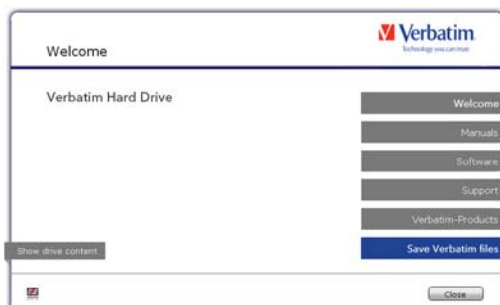 Welcome
Verbatim
Technology you can trust
Verbatim Hard Drive
Welcome
Manuals
Software
Support
Verbatim-Products
Show drive content
Save Verbatim files
Close